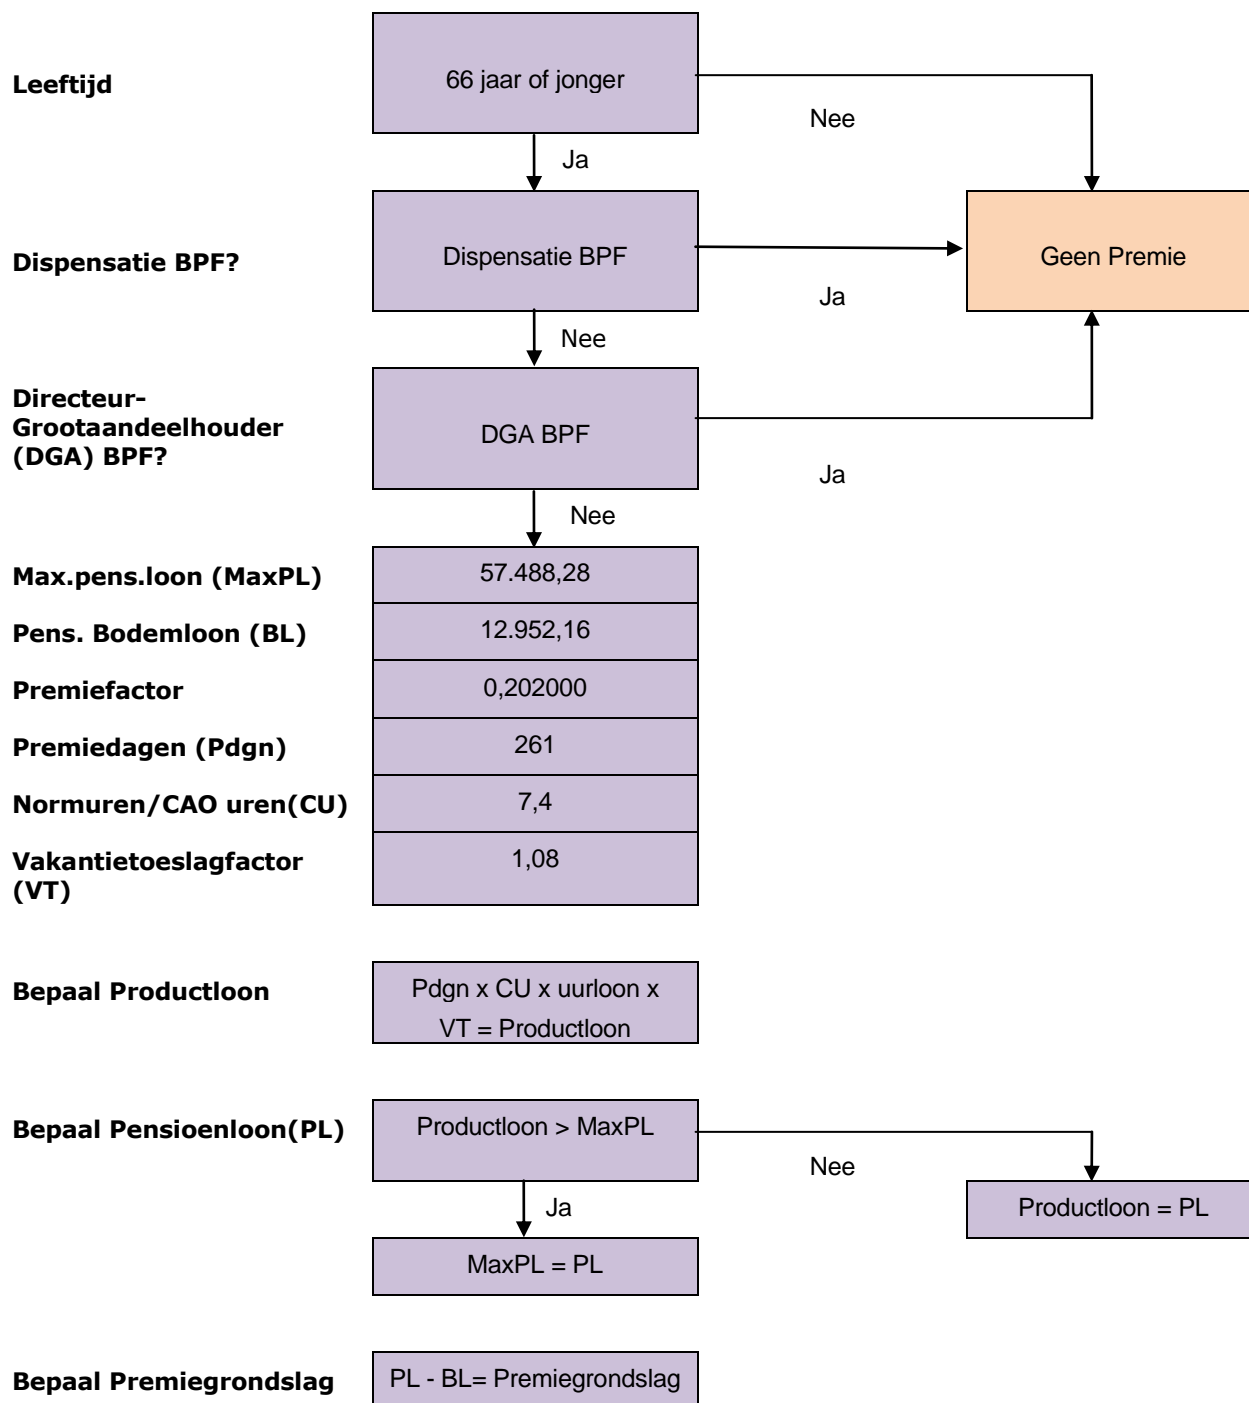 Leeftijd
66 jaar of jonger
Nee
Ja
Dispensatie BPF?
Dispensatie BPF
Geen Premie
Ja
Nee
Directeur-
Grootaandeelhouder
(DGA) BPF?
DGA BPF
Ja
Nee
Max.pens.loon (MaxPL)
57.488,28
Pens. Bodemloon (BL)
12.952,16
Premiefactor
0,202000
Premiedagen (Pdgn)
261
Normuren/CAO uren(CU)
7,4
Vakantietoeslagfactor
(VT)
1,08
Bepaal Productloon
Pdgn x CU x uurloon x
VT = Productloon
Bepaal Pensioenloon(PL)
Productloon > MaxPL
Nee
Ja
Productloon = PL
MaxPL = PL
Bepaal Premiegrondslag
PL - BL= Premiegrondslag